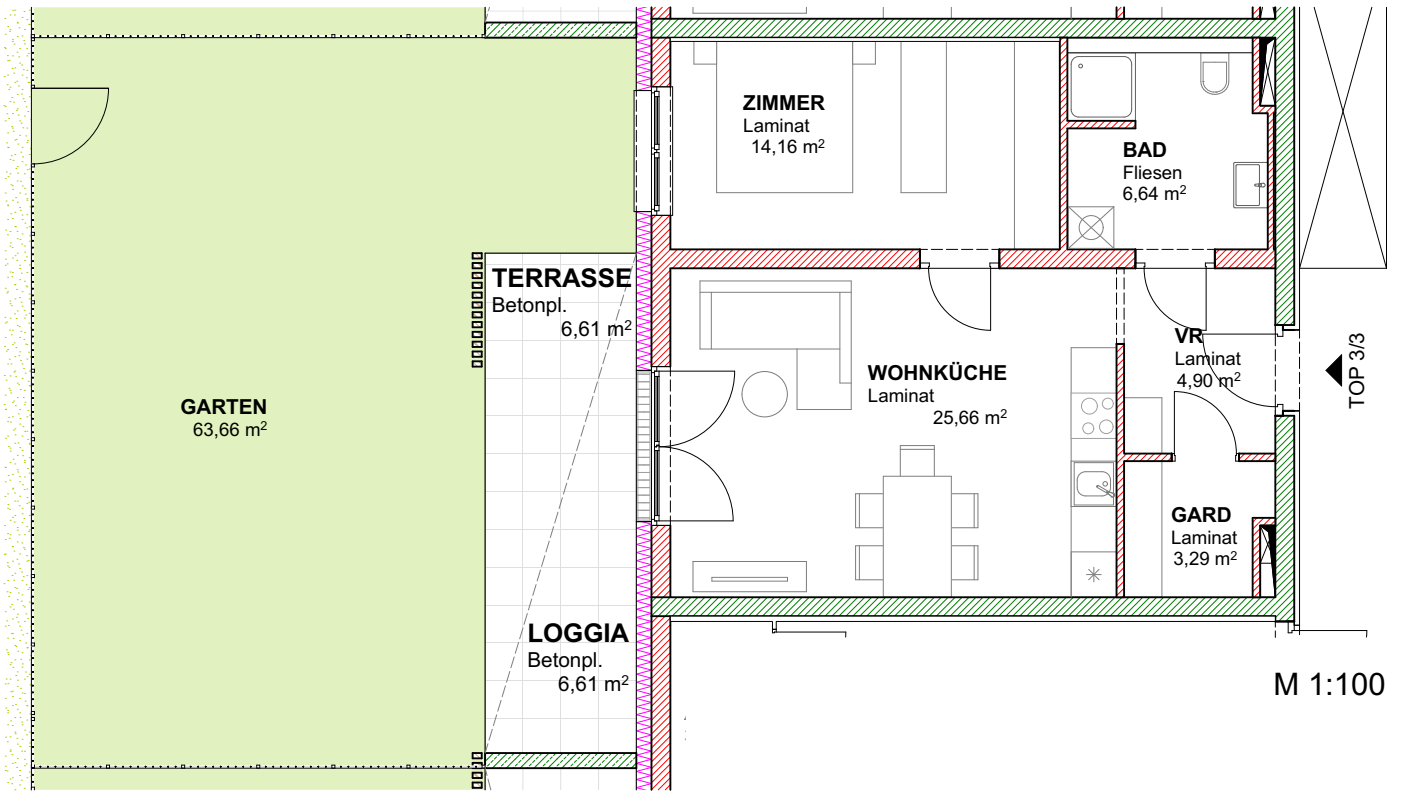 ZIMMER
Laminat
14,16 m²
BAD
Fliesen
6,64 m²
TERRASSE
Betonpl.
6,61 m²
VR
Laminat
4,90 m²
TOP 3/3
WOHNKÜCHE
Laminat
25,66 m²
GARTEN
63,66 m²
GARD
Laminat
3,29 m²
LOGGIA
Betonpl.
6,61 m²
M 1:100